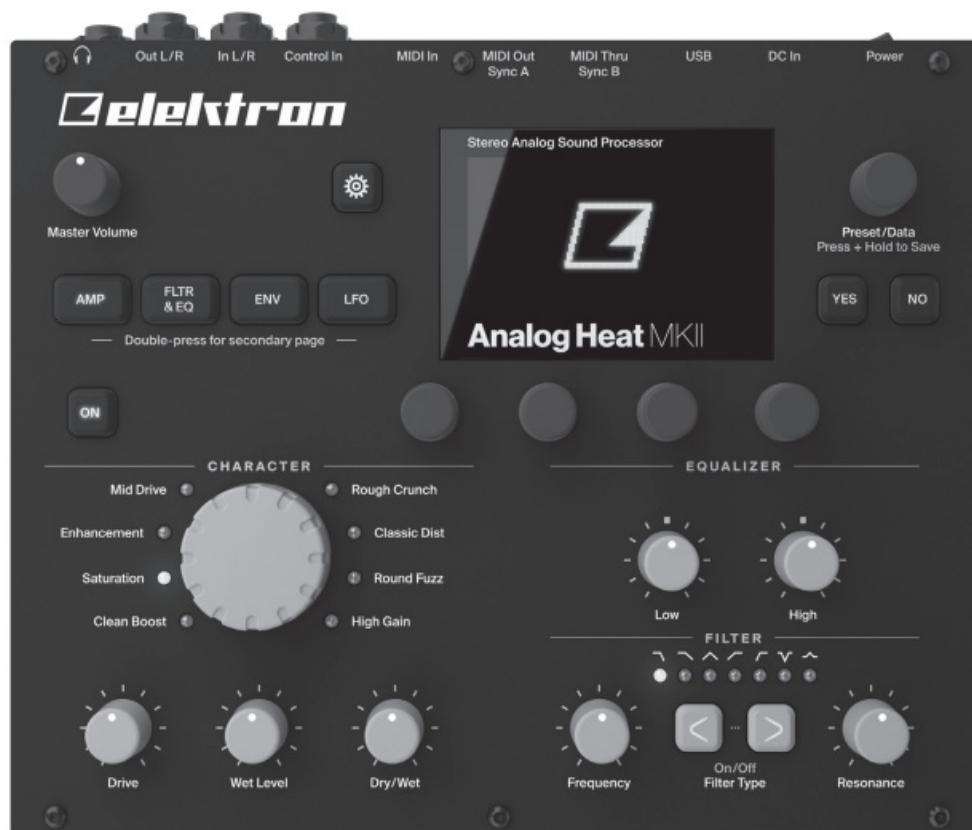 Out L/R In L/R Control In MIDI In MIDI Out MIDI Thru USB DC In Power
Sync A Sync B
elektron
Stereo Analog Sound Processor
Master Volume
Preset/Data
Press + Hold to Save
AMP FLTR & EQ ENV LFO
YES NO
Double-press for secondary page
Analog Heat MKII
ON
CHARACTER
Mid Drive Rough Crunch
Enhancement Classic Dist
Saturation Round Fuzz
Clean Boost High Gain
EQUALIZER
Low High
FILTER
Drive Wet Level Dry/Wet
Frequency
On/Off
Filter Type
Resonance